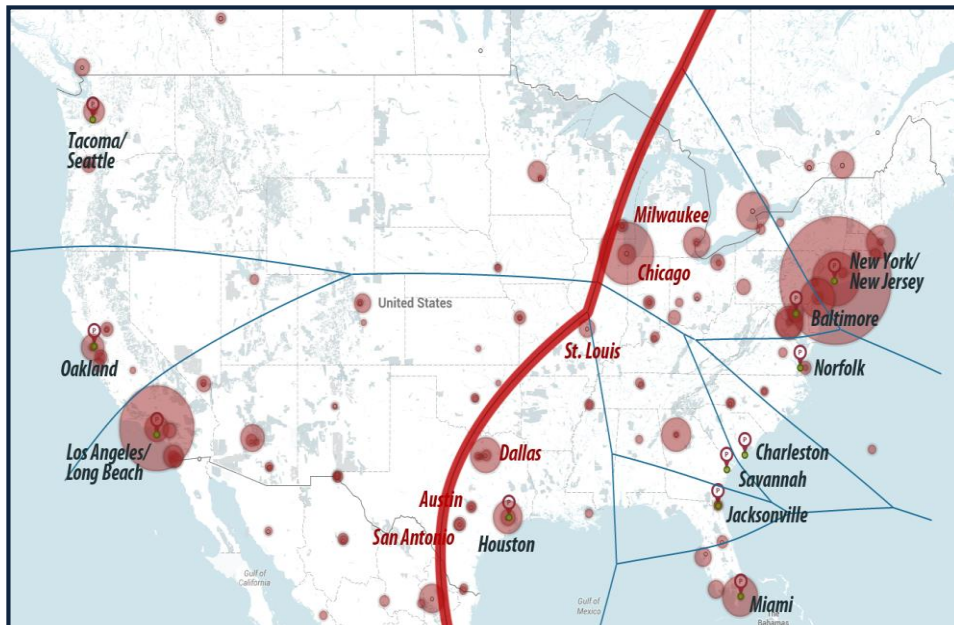 Tacoma/
Seattle
Milwaukee
Chicago
New York/
New Jersey
United States
Baltimore
Oakland
St. Louis
Norfolk
Los Angeles/
Long Beach
Dallas
Charleston
Savannah
Austin
Jacksonville
San Antonio
Houston
Gulf of
California
Gulf of
Mexico
Miami
The
Bahamas